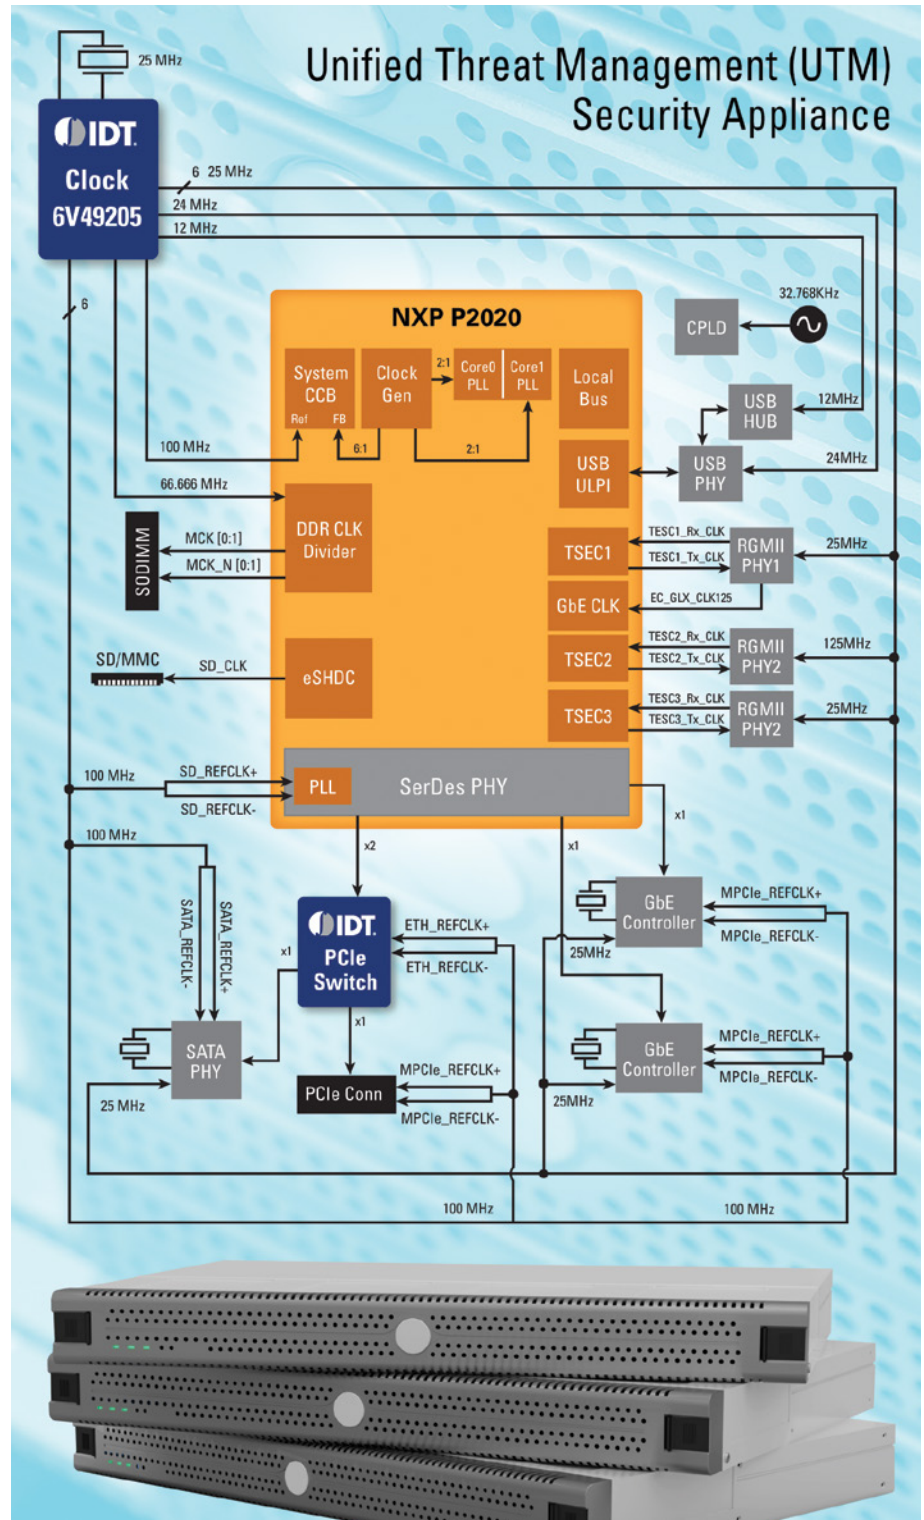 Unified Threat Management (UTM)
Security Appliance
25 MHz
IDT.
Clock
6V49205
6 25 MHz
24 MHz
12 MHz
6
NXP P2020
32.768KHz
CPLD
System
CCB
Ref FB
Clock
Gen
2:1
Core0
PLL
Core1
PLL
Local
Bus
USB
HUB
12MHz
100 MHz
6:1
2:1
USB
ULPI
USB
PHY
24MHz
66.666 MHz
DDR CLK
Divider
MCK [0:1]
MCK_N [0:1]
SODIMM
TSEC1
TESC1_Rx_CLK
TESC1_Tx_CLK
RGMII
PHY1
25MHz
GbE CLK
EC_GLX_CLK125
TSEC2
TESC2_Rx_CLK
TESC2_Tx_CLK
RGMII
PHY2
125MHz
SD/MMC
SD_CLK
eSHDC
TSEC3
TESC3_Rx_CLK
TESC3_Tx_CLK
RGMII
PHY2
25MHz
100 MHz
SD_REFCLK+
SD_REFCLK-
PLL
SerDes PHY
x1
100 MHz
x2
x1
SATA_REFCLK-
SATA_REFCLK+
IDT.
PCIe
Switch
ETH_REFCLK+
ETH_REFCLK-
x1
GbE
Controller
MPCIe_REFCLK+
MPCIe_REFCLK-
25MHz
x1
SATA
PHY
25 MHz
PCIe Conn
MPCIe_REFCLK+
MPCIe_REFCLK-
GbE
Controller
MPCIe_REFCLK+
MPCIe_REFCLK-
25MHz
100 MHz
100 MHz